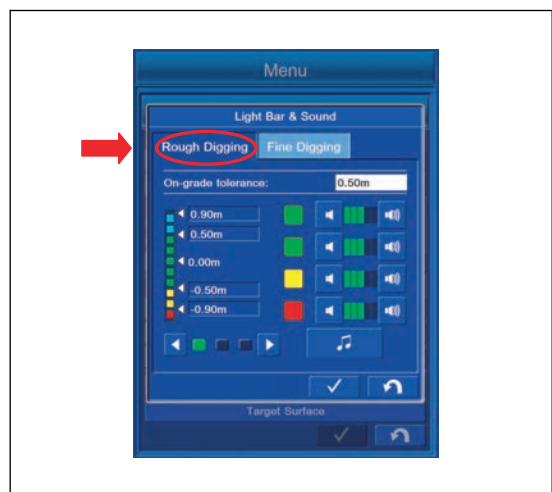 Menu
Light Bar & Sound
Rough Digging Fine Digging
On-grade tolerance: 0.50m
0.90m
0.50m
0.00m
-0.50m
-0.90m
Target Surface